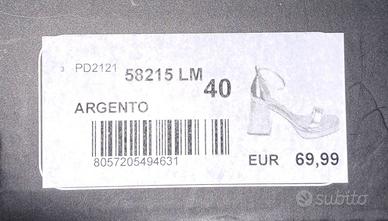 PD2121 58215 LM 40
ARGENTO
8057205494631
EUR 69,99
subito